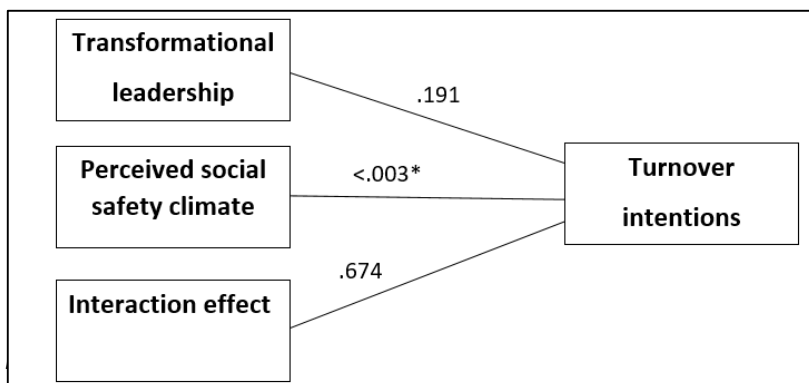 Transformational
leadership
.191
Perceived social
safety climate
<.003*
Turnover
intentions
.674
Interaction effect